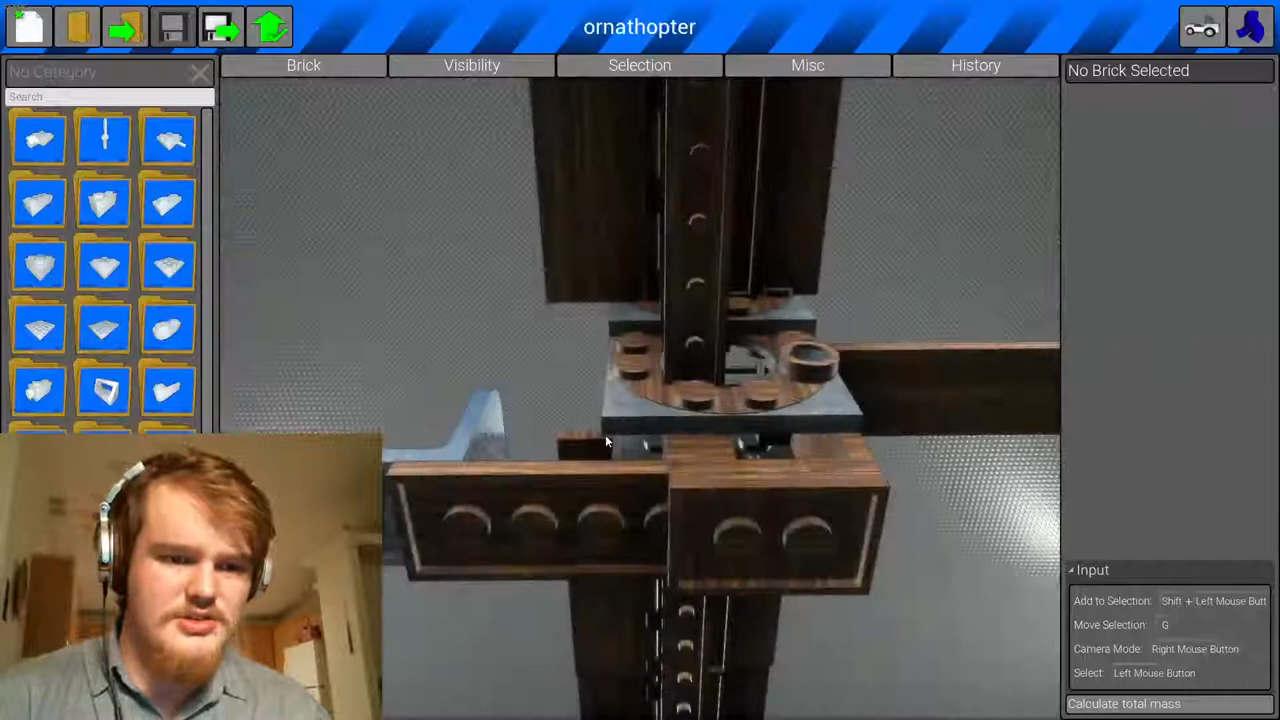 ornathopter
No Category
Search
Brick
Visibility
Selection
Misc
History
No Brick Selected
Input
Add to Selection: Shift + Left Mouse Butt
Move Selection: G
Camera Mode: Right Mouse Button
Select: Left Mouse Button
Calculate total mass